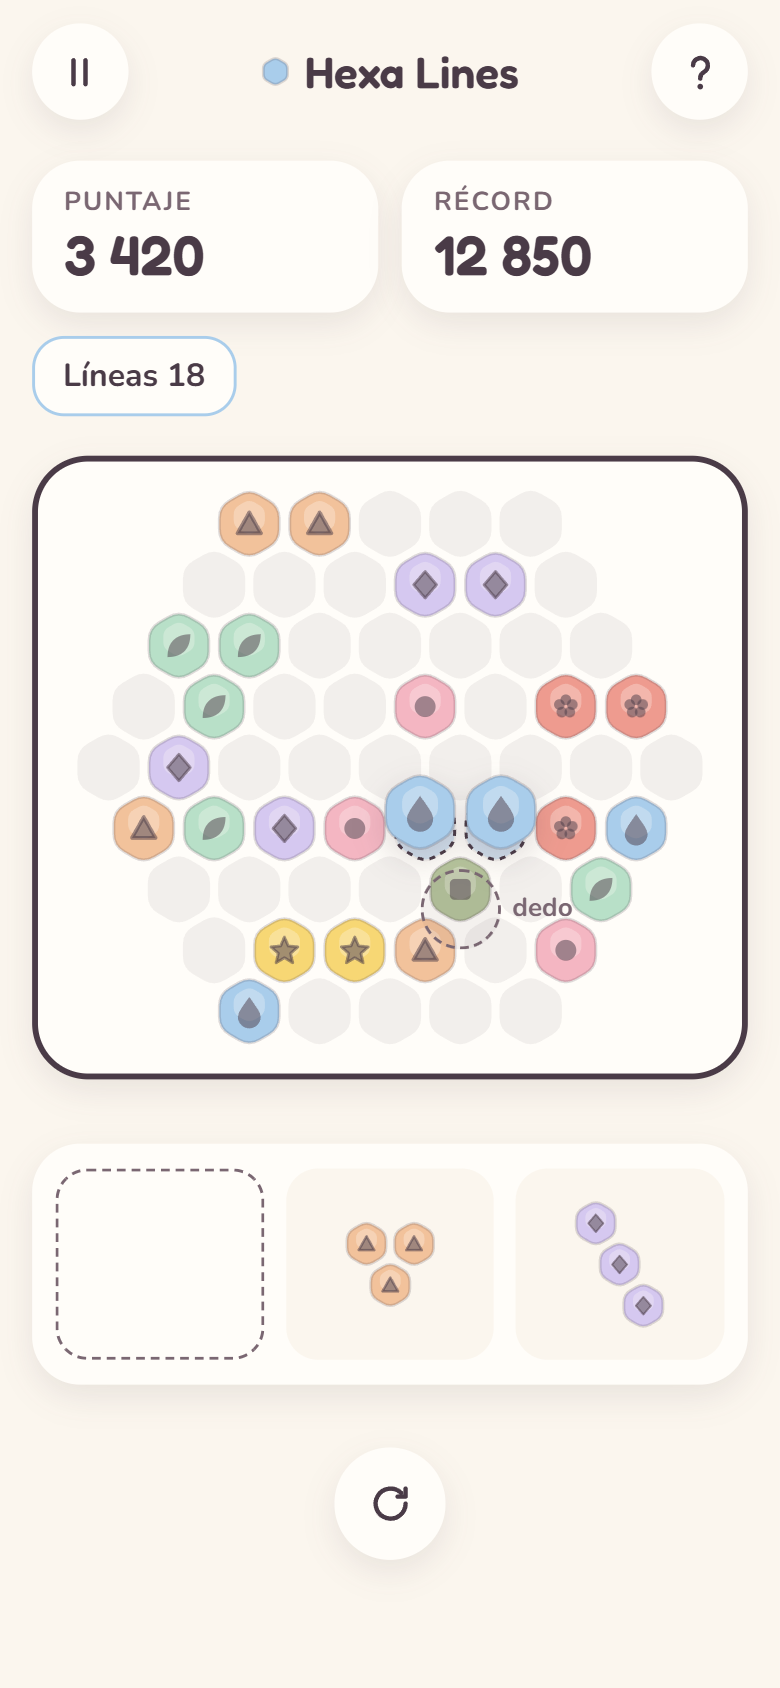 Hexa Lines
PUNTAJE
3 420
RÉCORD
12 850
Líneas 18
dedo